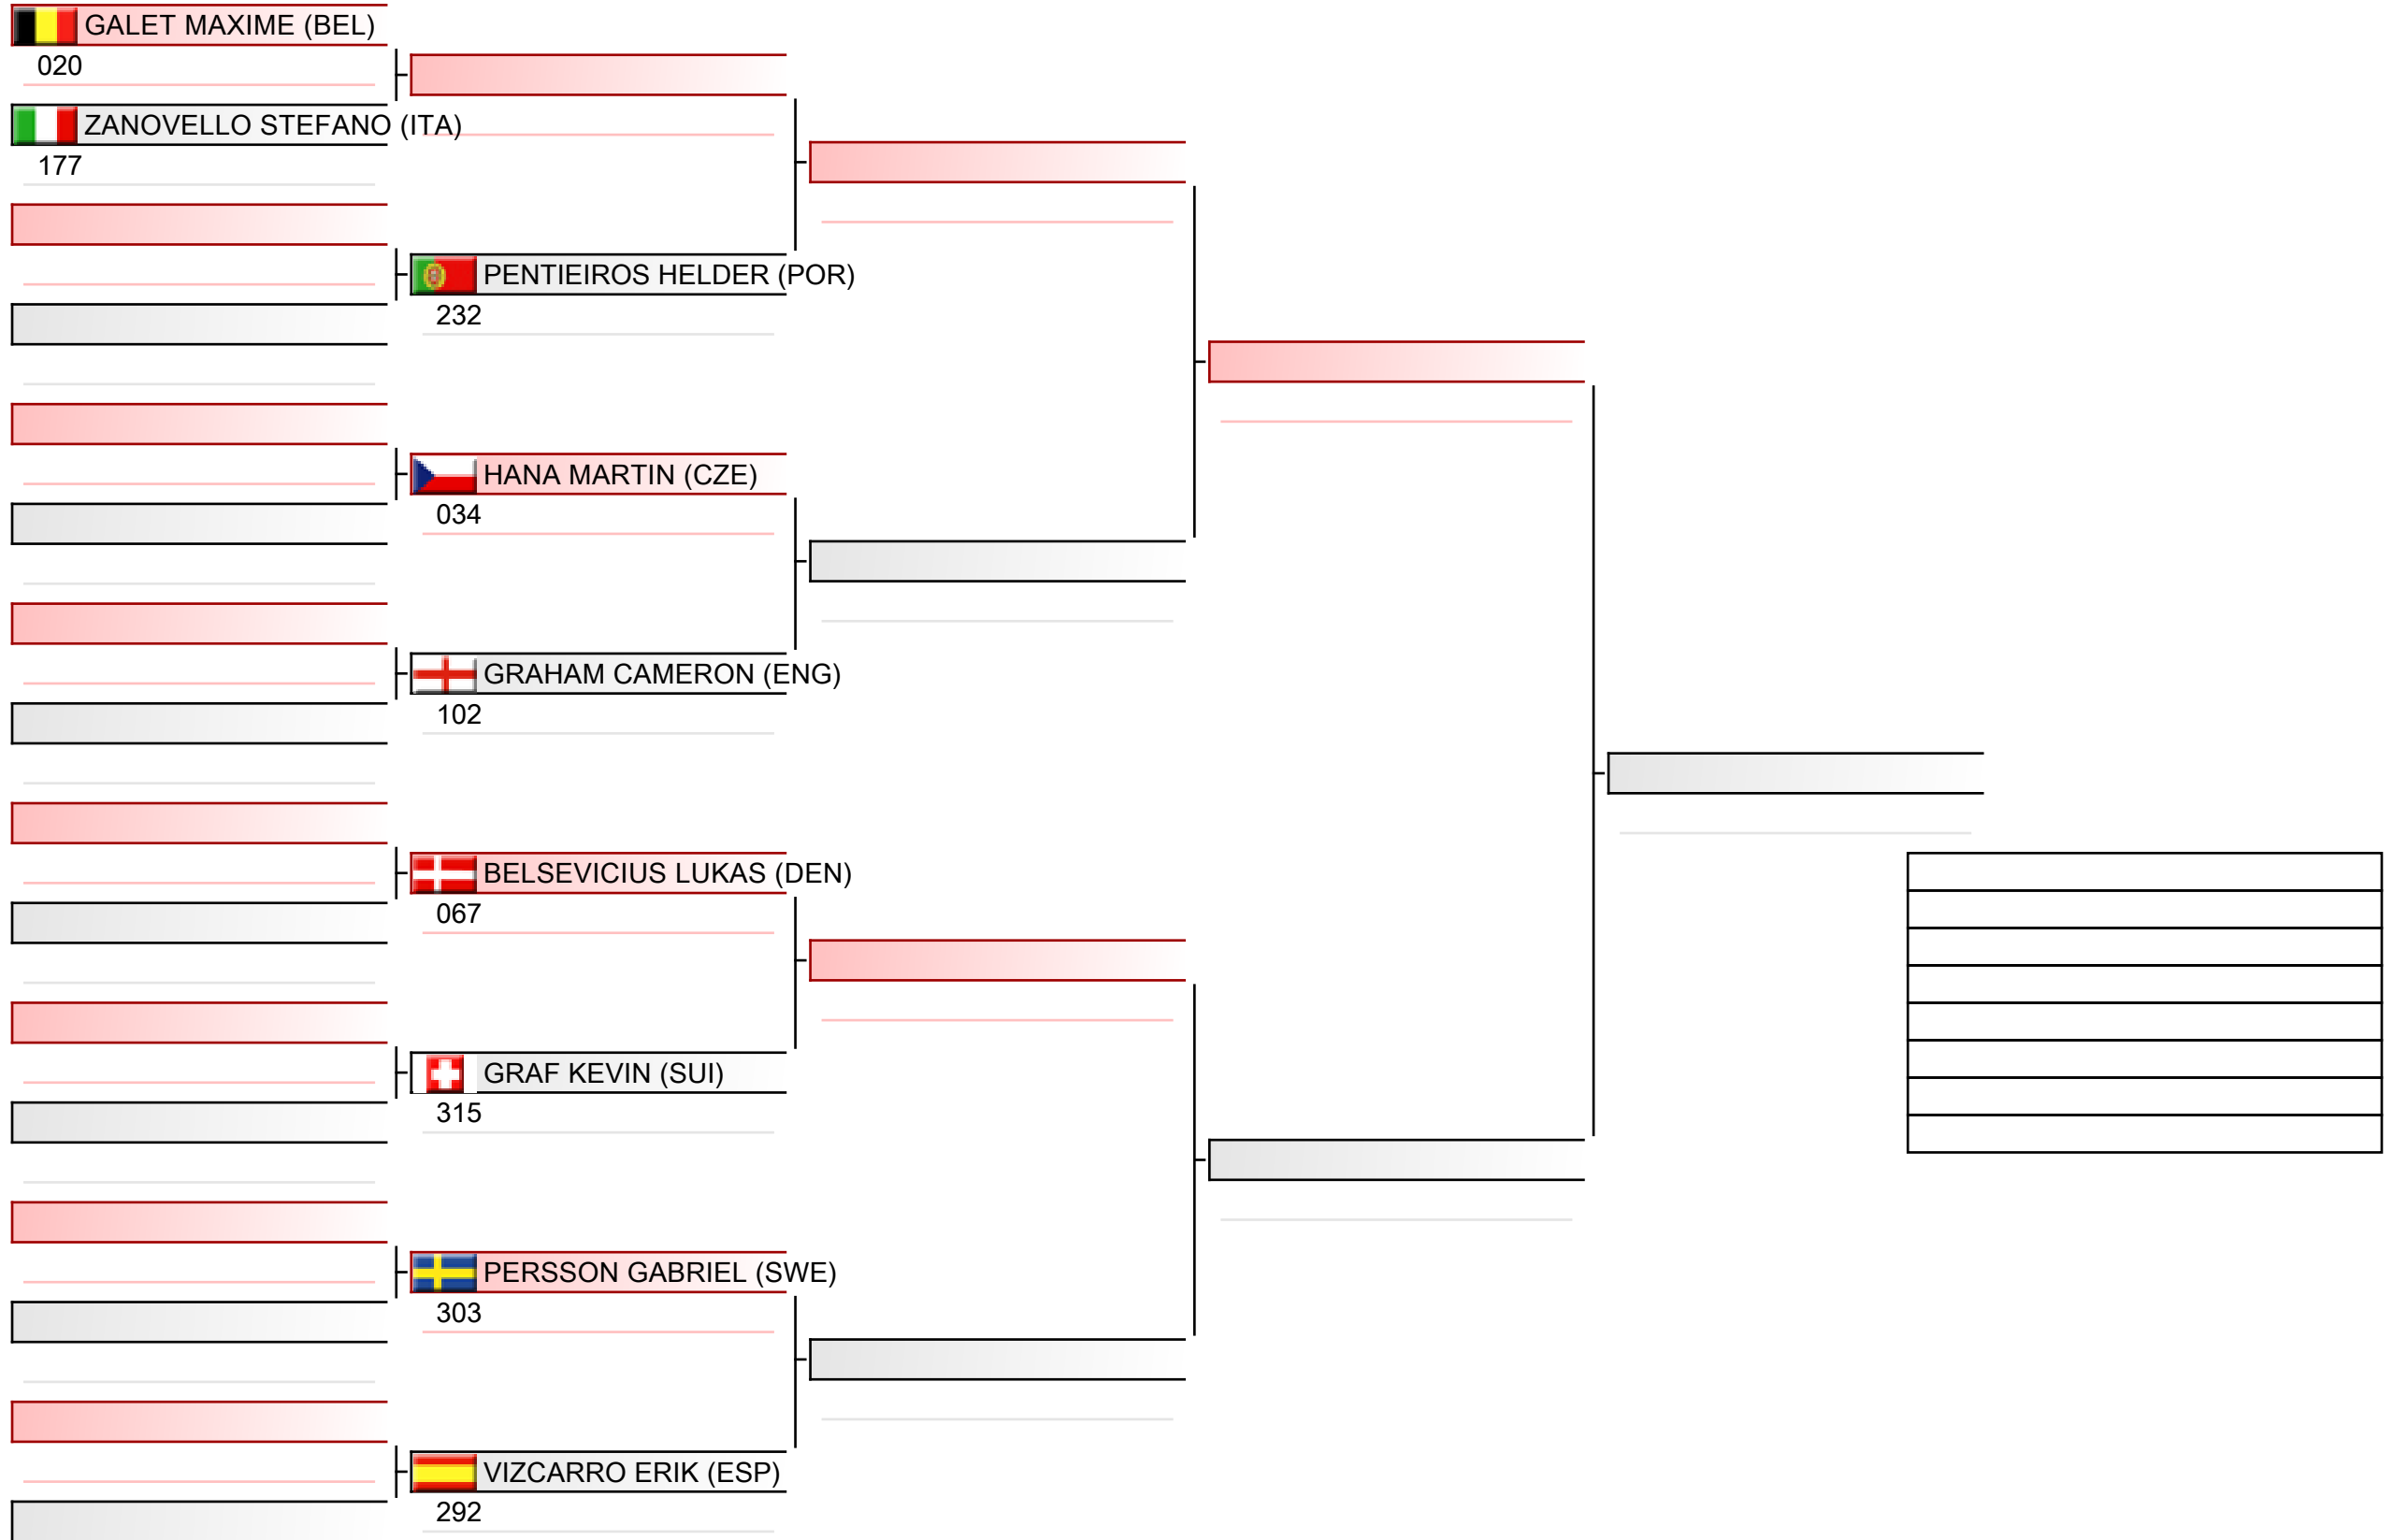 GALET MAXIME (BEL)
020
ZANOVELLO STEFANO (ITA)
177
PENTIEIROS HELDER (POR)
232
HANA MARTIN (CZE)
034
GRAHAM CAMERON (ENG)
102
BELSEVICIUS LUKAS (DEN)
067
GRAF KEVIN (SUI)
315
PERSSON GABRIEL (SWE)
303
VIZCARRO ERIK (ESP)
292